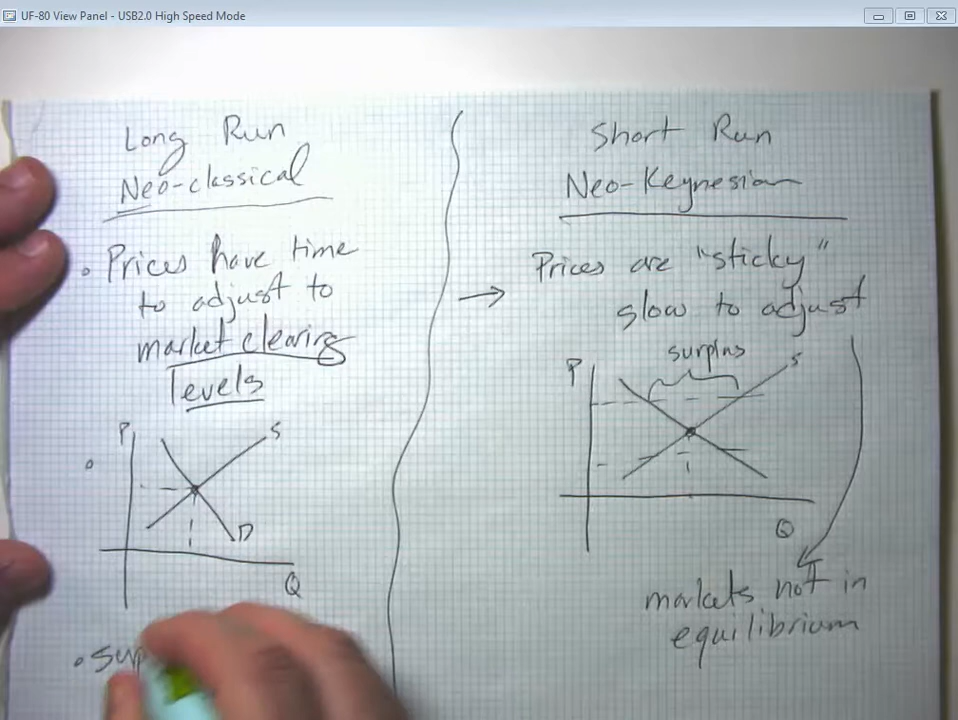 UF-80 View Panel - USB2.0 High Speed Mode
Long Run
Neo-classical
• Prices have time
to adjust to
market clearing
levels
P
S
D
Q
• Sup
Short Run
Neo-Keynesian
→ Prices are "sticky"
slow to adjust
surplus
P
S
Q
markets not in
equilibrium